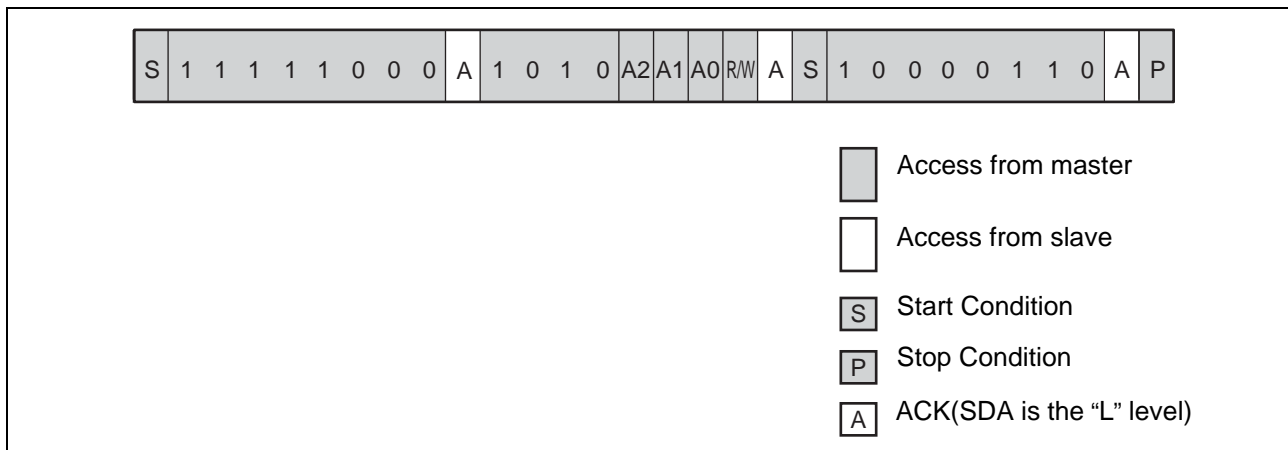 S 1 1 1 1 1 0 0 0 A 1 0 1 0 A2 A1 A0 R/W A S 1 0 0 0 0 1 1 0 A P
Access from master
Access from slave
S Start Condition
P Stop Condition
A ACK(SDA is the “L” level)